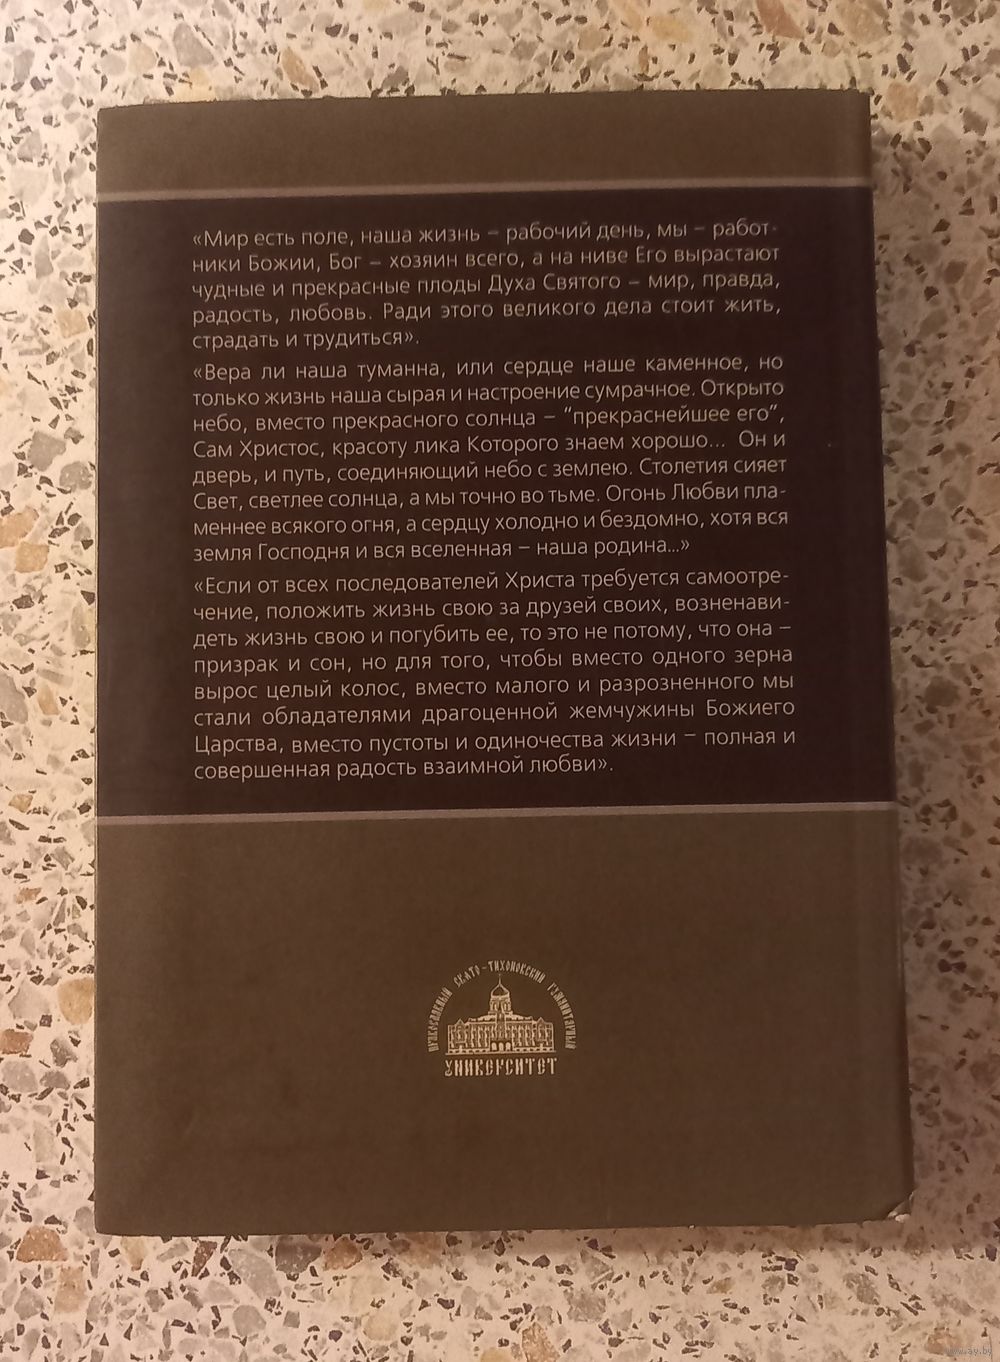 «Мир есть поле, наша жизнь – рабочий день, мы – работ-
ники Божии, Бог – хозяин всего, а на ниве Его вырастают
чудные и прекрасные плоды Духа Святого – мир, правда,
радость, любовь. Ради этого великого дела стоит жить,
страдать и трудиться».
«Вера ли наша туманна, или сердце наше каменное, но
только жизнь наша сырая и настроение сумрачное. Открыто
небо, вместо прекрасного солнца – “прекраснейшее его”,
Сам Христос, красоту лика Которого знаем хорошо... Он и
дверь, и путь, соединяющий небо с землею. Столетия сияет
Свет, светлее солнца, а мы точно во тьме. Огонь Любви пла-
меннее всякого огня, а сердцу холодно и бездомно, хотя вся
земля Господня и вся вселенная – наша родина...»
«Если от всех последователей Христа требуется самоотре-
чение, положить жизнь свою за друзей своих, возненави-
деть жизнь свою и погубить ее, то это не потому, что она –
призрак и сон, но для того, чтобы вместо одного зерна
вырос целый колос, вместо малого и разрозненного мы
стали обладателями драгоценной жемчужины Божиего
Царства, вместо пустоты и одиночества жизни – полная и
совершенная радость взаимной любви».
ПРАВОСЛАВНЫЙ СВЯТО-ТИХОНОВСКИЙ ГУМАНИТАРНЫЙ
УНИВЕРСИТЕТ
www.ay.by